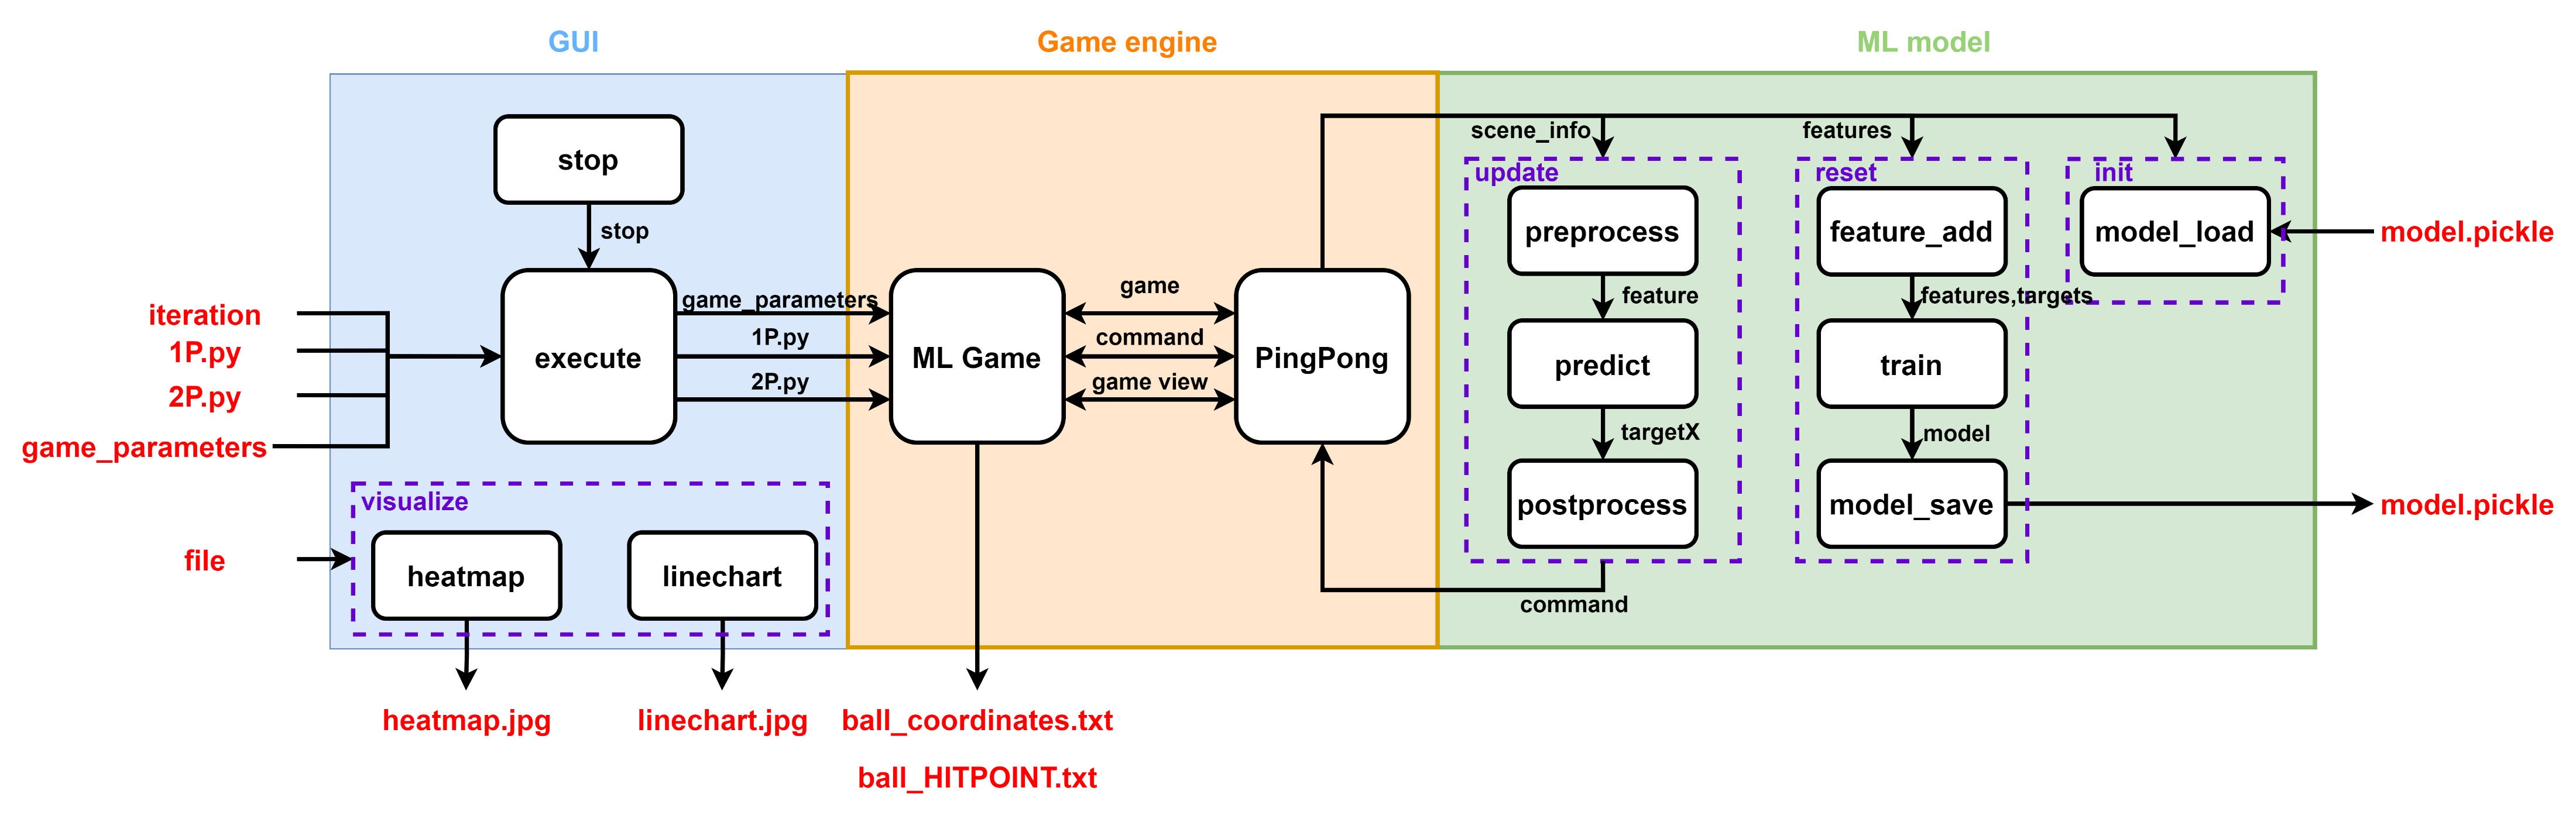 GUI
Game engine
ML model
stop
stop
iteration
1P.py
2P.py
game_parameters
execute
game_parameters
1P.py
2P.py
ML Game
game
command
game view
PingPong
scene_info
features
update
preprocess
feature
predict
targetX
postprocess
command
reset
feature_add
features,targets
train
model
model_save
init
model_load
model.pickle
model.pickle
visualize
file
heatmap
linechart
heatmap.jpg
linechart.jpg
ball_coordinates.txt
ball_HITPOINT.txt